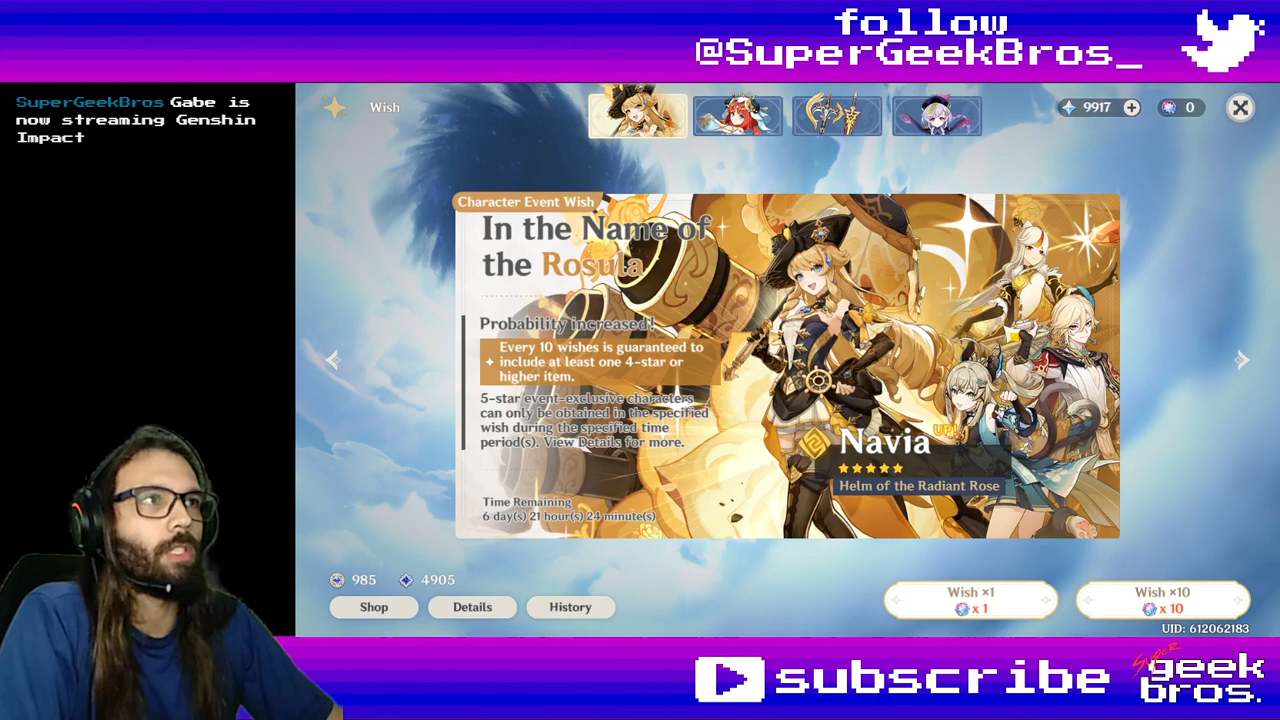 follow
@SuperGeekBros_
SuperGeekBros Gabe is
now streaming Genshin
Impact
Wish
9917
0
Character Event Wish
In the Name of
the Rosula
Probability increased!
Every 10 wishes is guaranteed to
include at least one 4-star or
higher item.
5-star event-exclusive characters
can only be obtained in the specified
wish during the specified time
period(s). View Details for more.
Time Remaining
6 day(s) 21 hour(s) 24 minute(s)
UP!
Navia
Helm of the Radiant Rose
985
4905
Shop
Details
History
Wish ×1
x 1
Wish ×10
x 10
UID: 612062183
subscribe
Super
geek
bros.